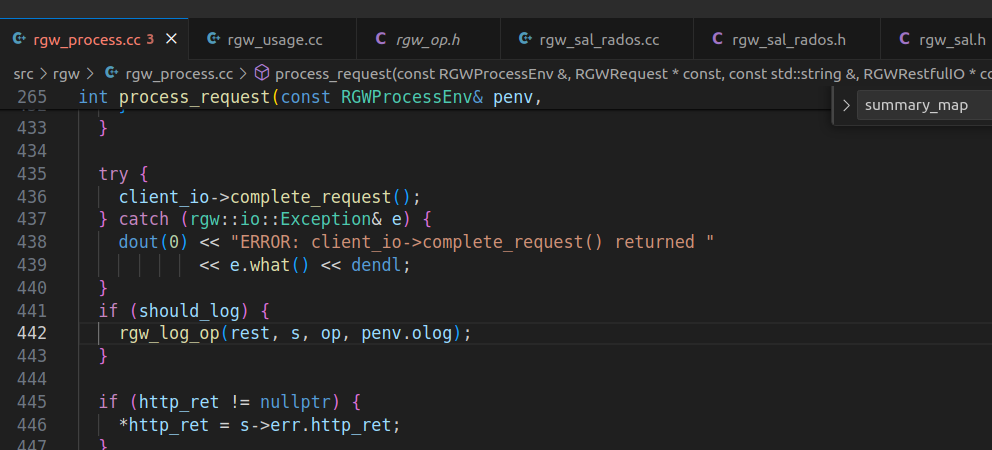 rgw_process.cc 3
rgw_usage.cc
C rgw_op.h
rgw_sal_rados.cc
C rgw_sal_rados.h
C rgw_sal.h
src > rgw > rgw_process.cc > process_request(const RGWProcessEnv &, RGWRequest * const, const std::string &, RGWRestfulIO * co
265 int process_request(const RGWProcessEnv& penv,
summary_map
433 }
434
435 try {
436 client_io->complete_request();
437 } catch (rgw::io::Exception& e) {
438 dout(0) << "ERROR: client_io->complete_request() returned "
439 << e.what() << dendl;
440 }
441 if (should_log) {
442 rgw_log_op(rest, s, op, penv.olog);
443 }
444
445 if (http_ret != nullptr) {
446 *http_ret = s->err.http_ret;
447 }